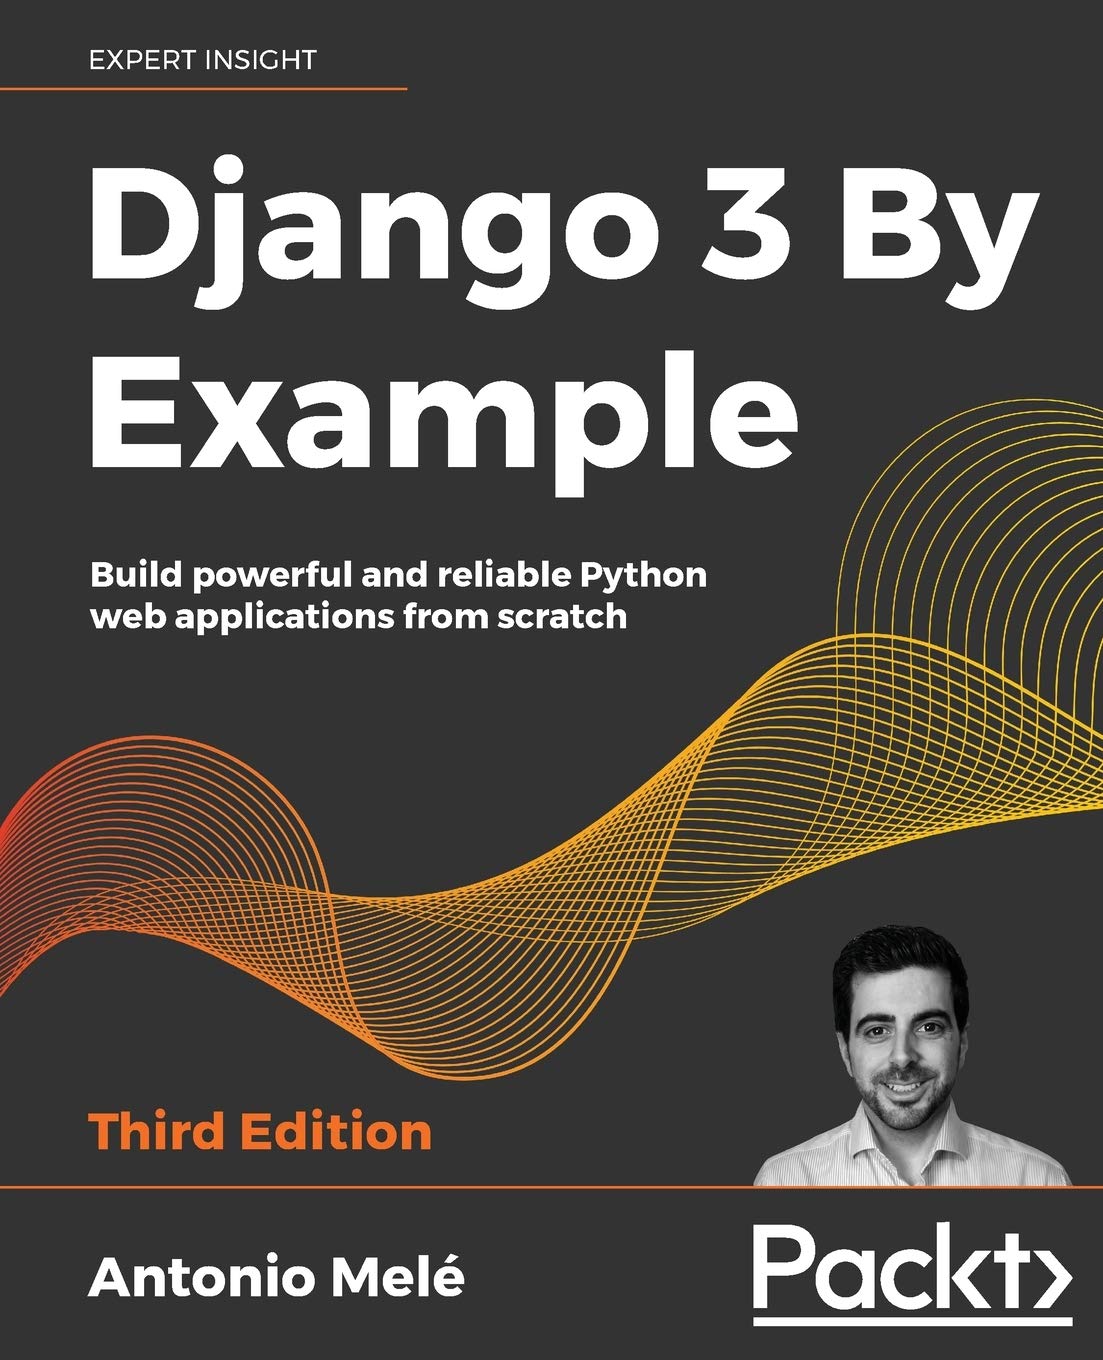 EXPERT INSIGHT
Django 3 By
Example
Build powerful and reliable Python
web applications from scratch
Third Edition
Antonio Melé
Packt